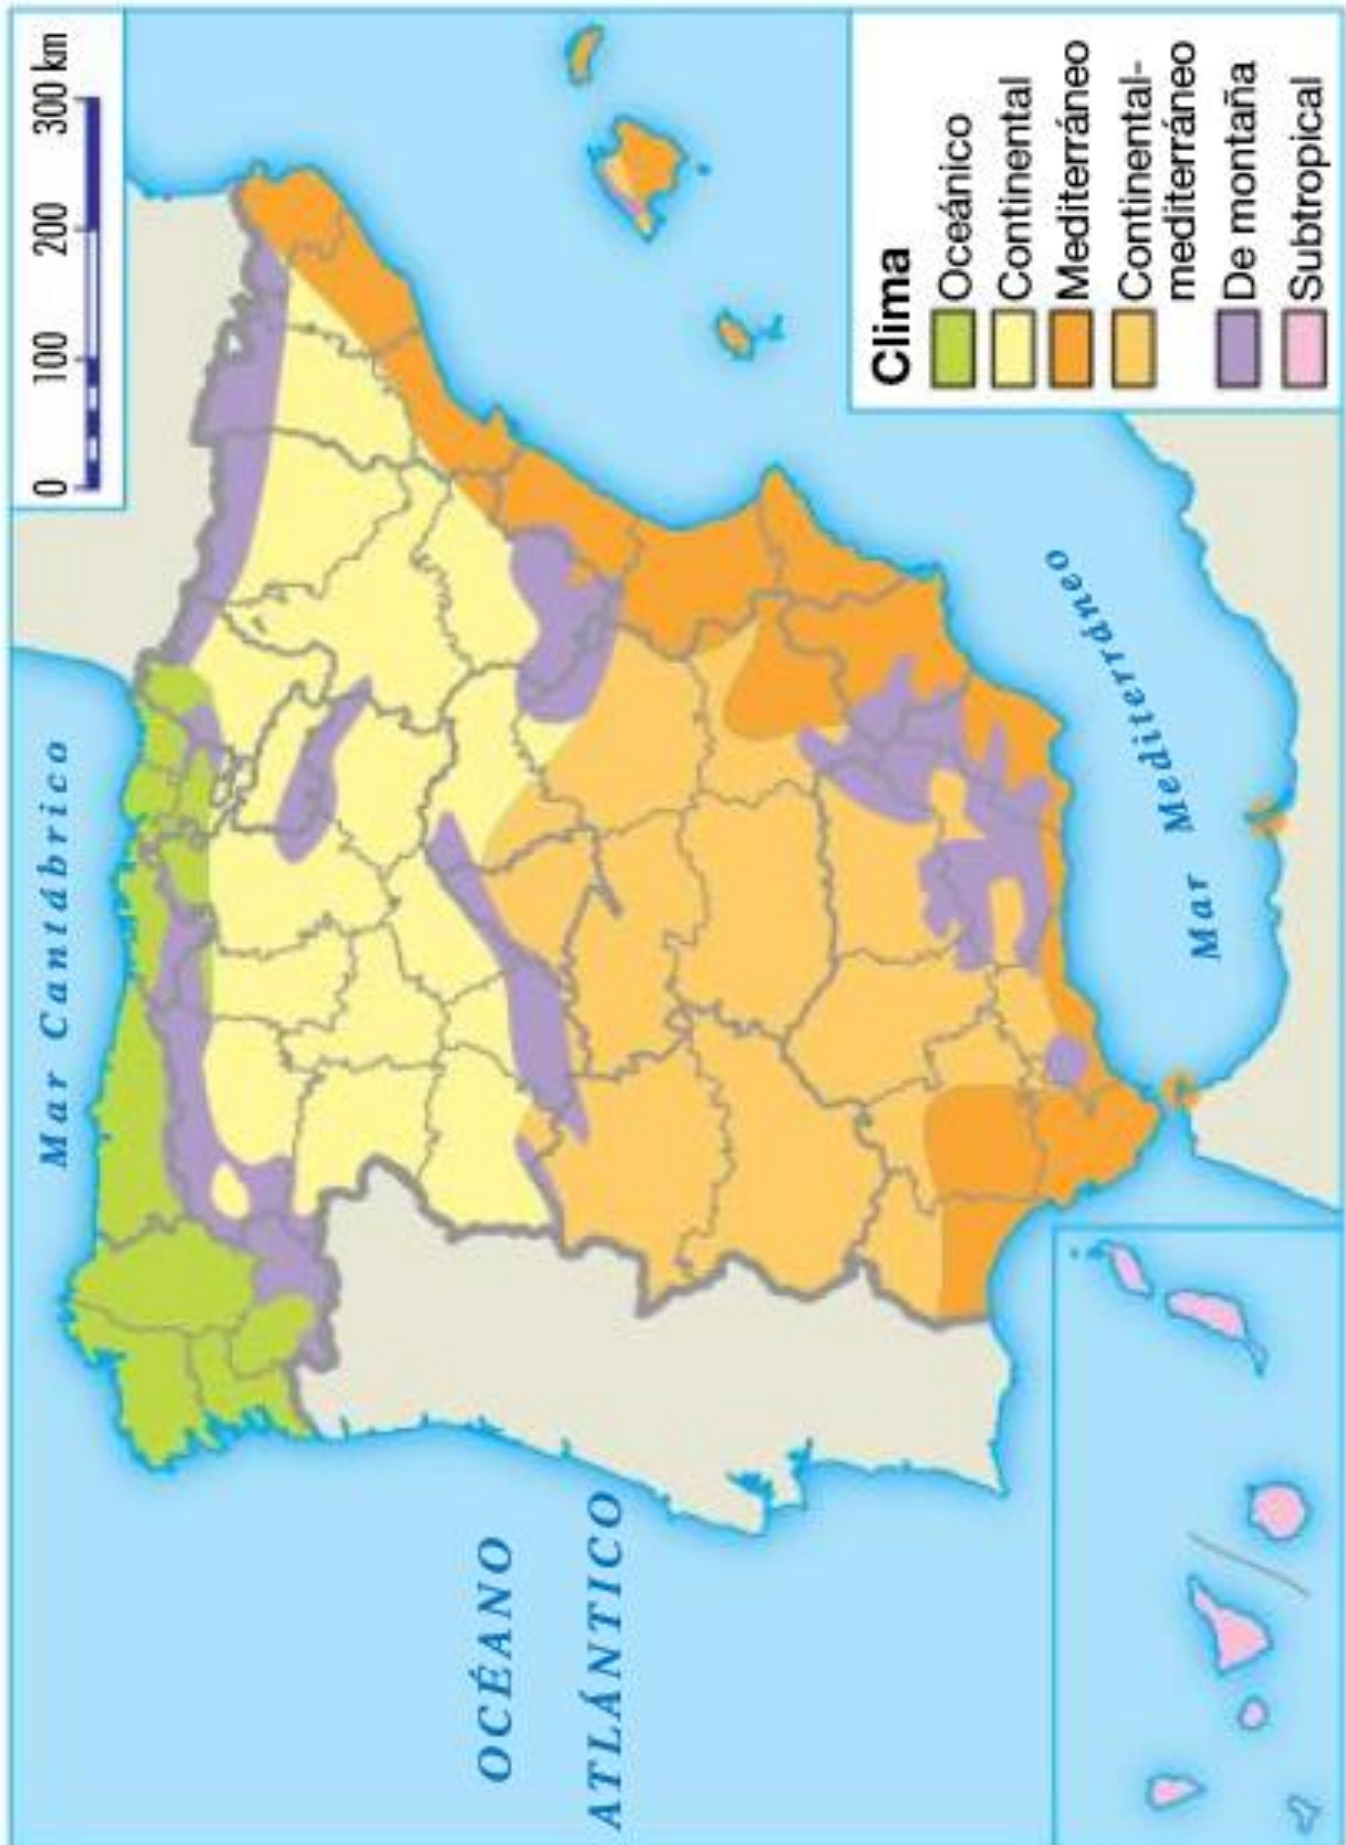 Mar Cantábrico
0 100 200 300 km
OCÉANO
ATLÁNTICO
Mar Mediterráneo
Clima
Oceánico
Continental
Mediterráneo
Continental-
mediterráneo
De montaña
Subtropical